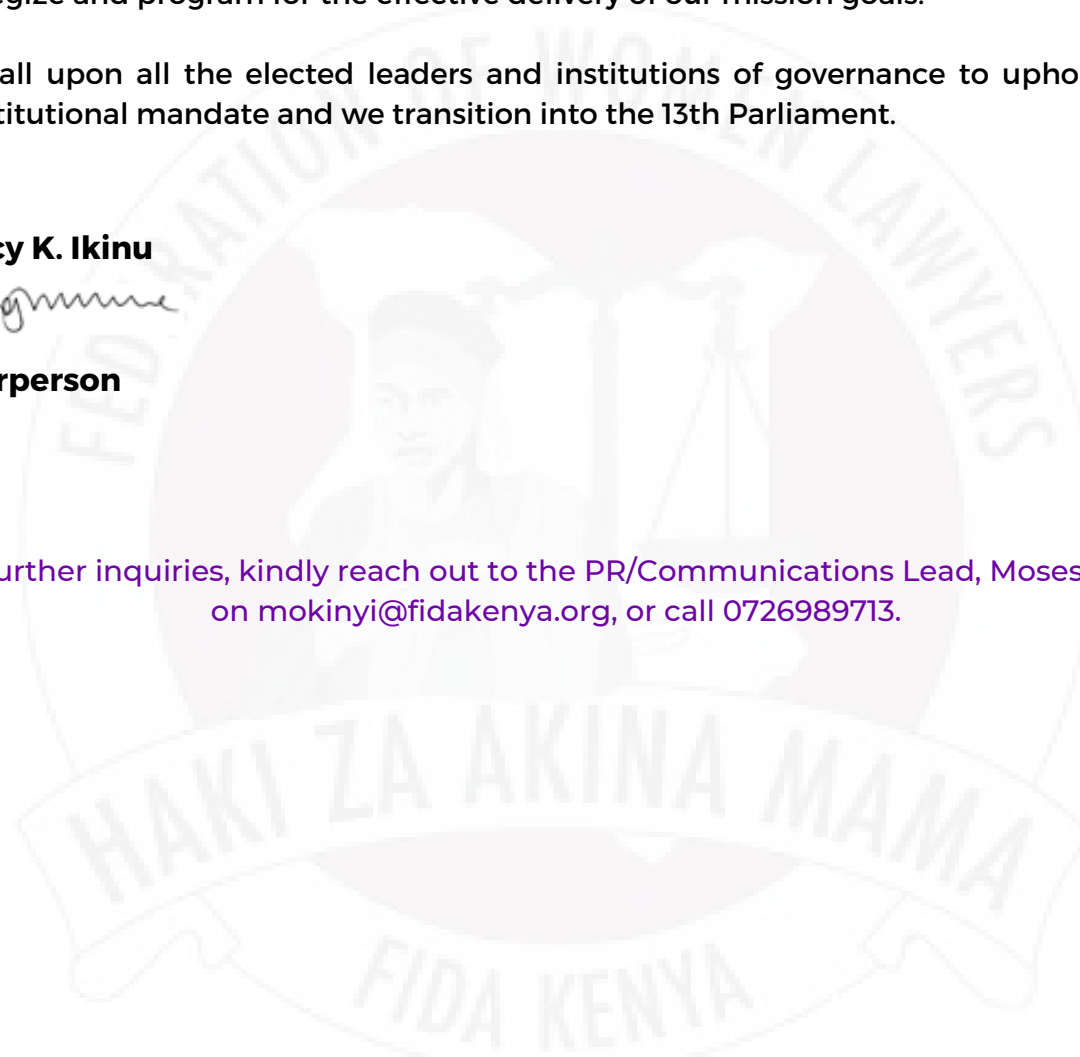 egize and program for the effective delivery of our mission goals.
all upon all the elected leaders and institutions of governance to upho
titutional mandate and we transition into the 13th Parliament.
cy K. Ikinu
rperson
urther inquiries, kindly reach out to the PR/Communications Lead, Moses
on mokinyi@fidakenya.org, or call 0726989713.
FEDERATION OF WOMEN LAWYERS
HAKI ZA AKINA MAMA
FIDA KENYA